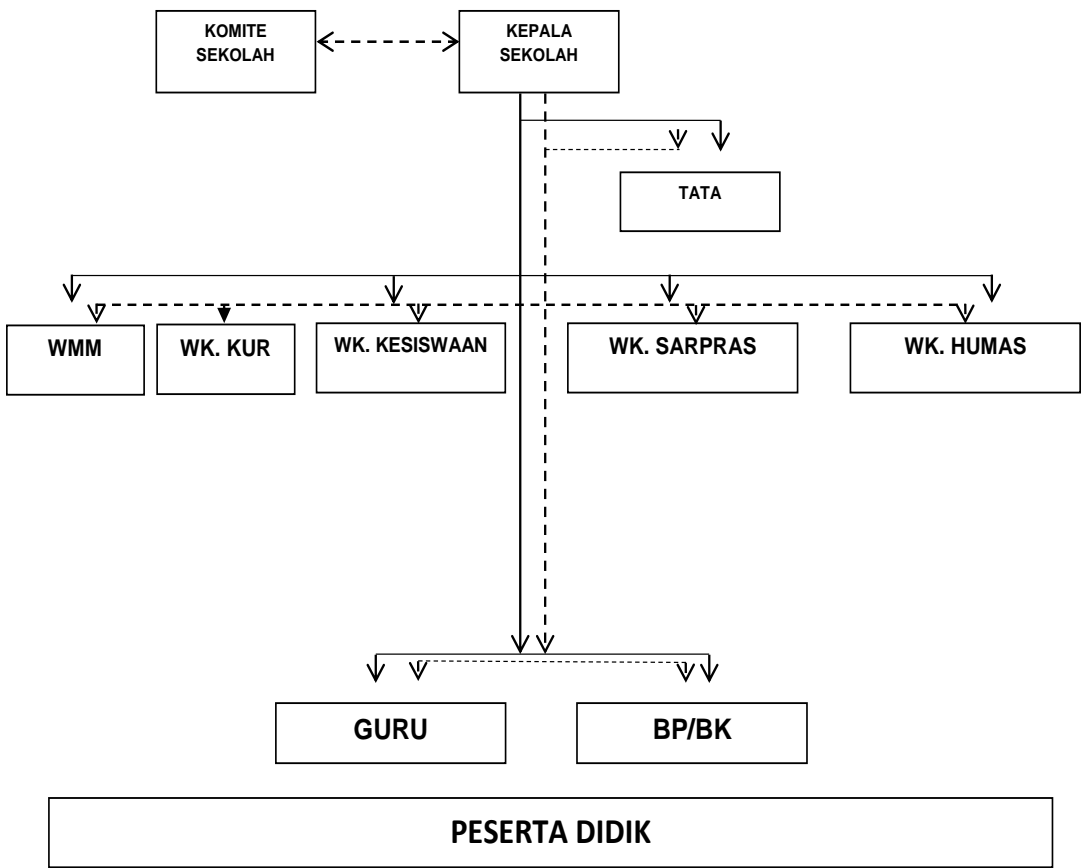 KOMITE
SEKOLAH
KEPALA
SEKOLAH
TATA
WMM
WK. KUR
WK. KESISWAAN
WK. SARPRAS
WK. HUMAS
GURU
BP/BK
PESERTA DIDIK